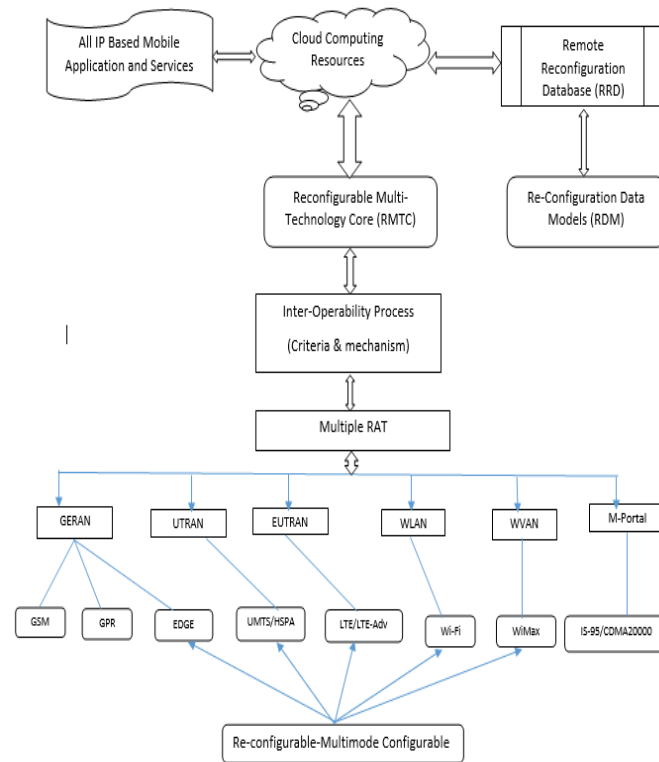 All IP Based Mobile
Application and Services
Cloud Computing
Resources
Remote
Reconfiguration
Database (RRD)
Reconfigurable Multi-
Technology Core (RMTC)
Re-Configuration Data
Models (RDM)
Inter-Operability Process
(Criteria & mechanism)
Multiple RAT
GERAN
UTRAN
EUTRAN
WLAN
WVAN
M-Portal
GSM
GPR
EDGE
UMTS/HSPA
LTE/LTE-Adv
Wi-Fi
WiMax
IS-95/CDMA20000
Re-configurable-Multimode Configurable